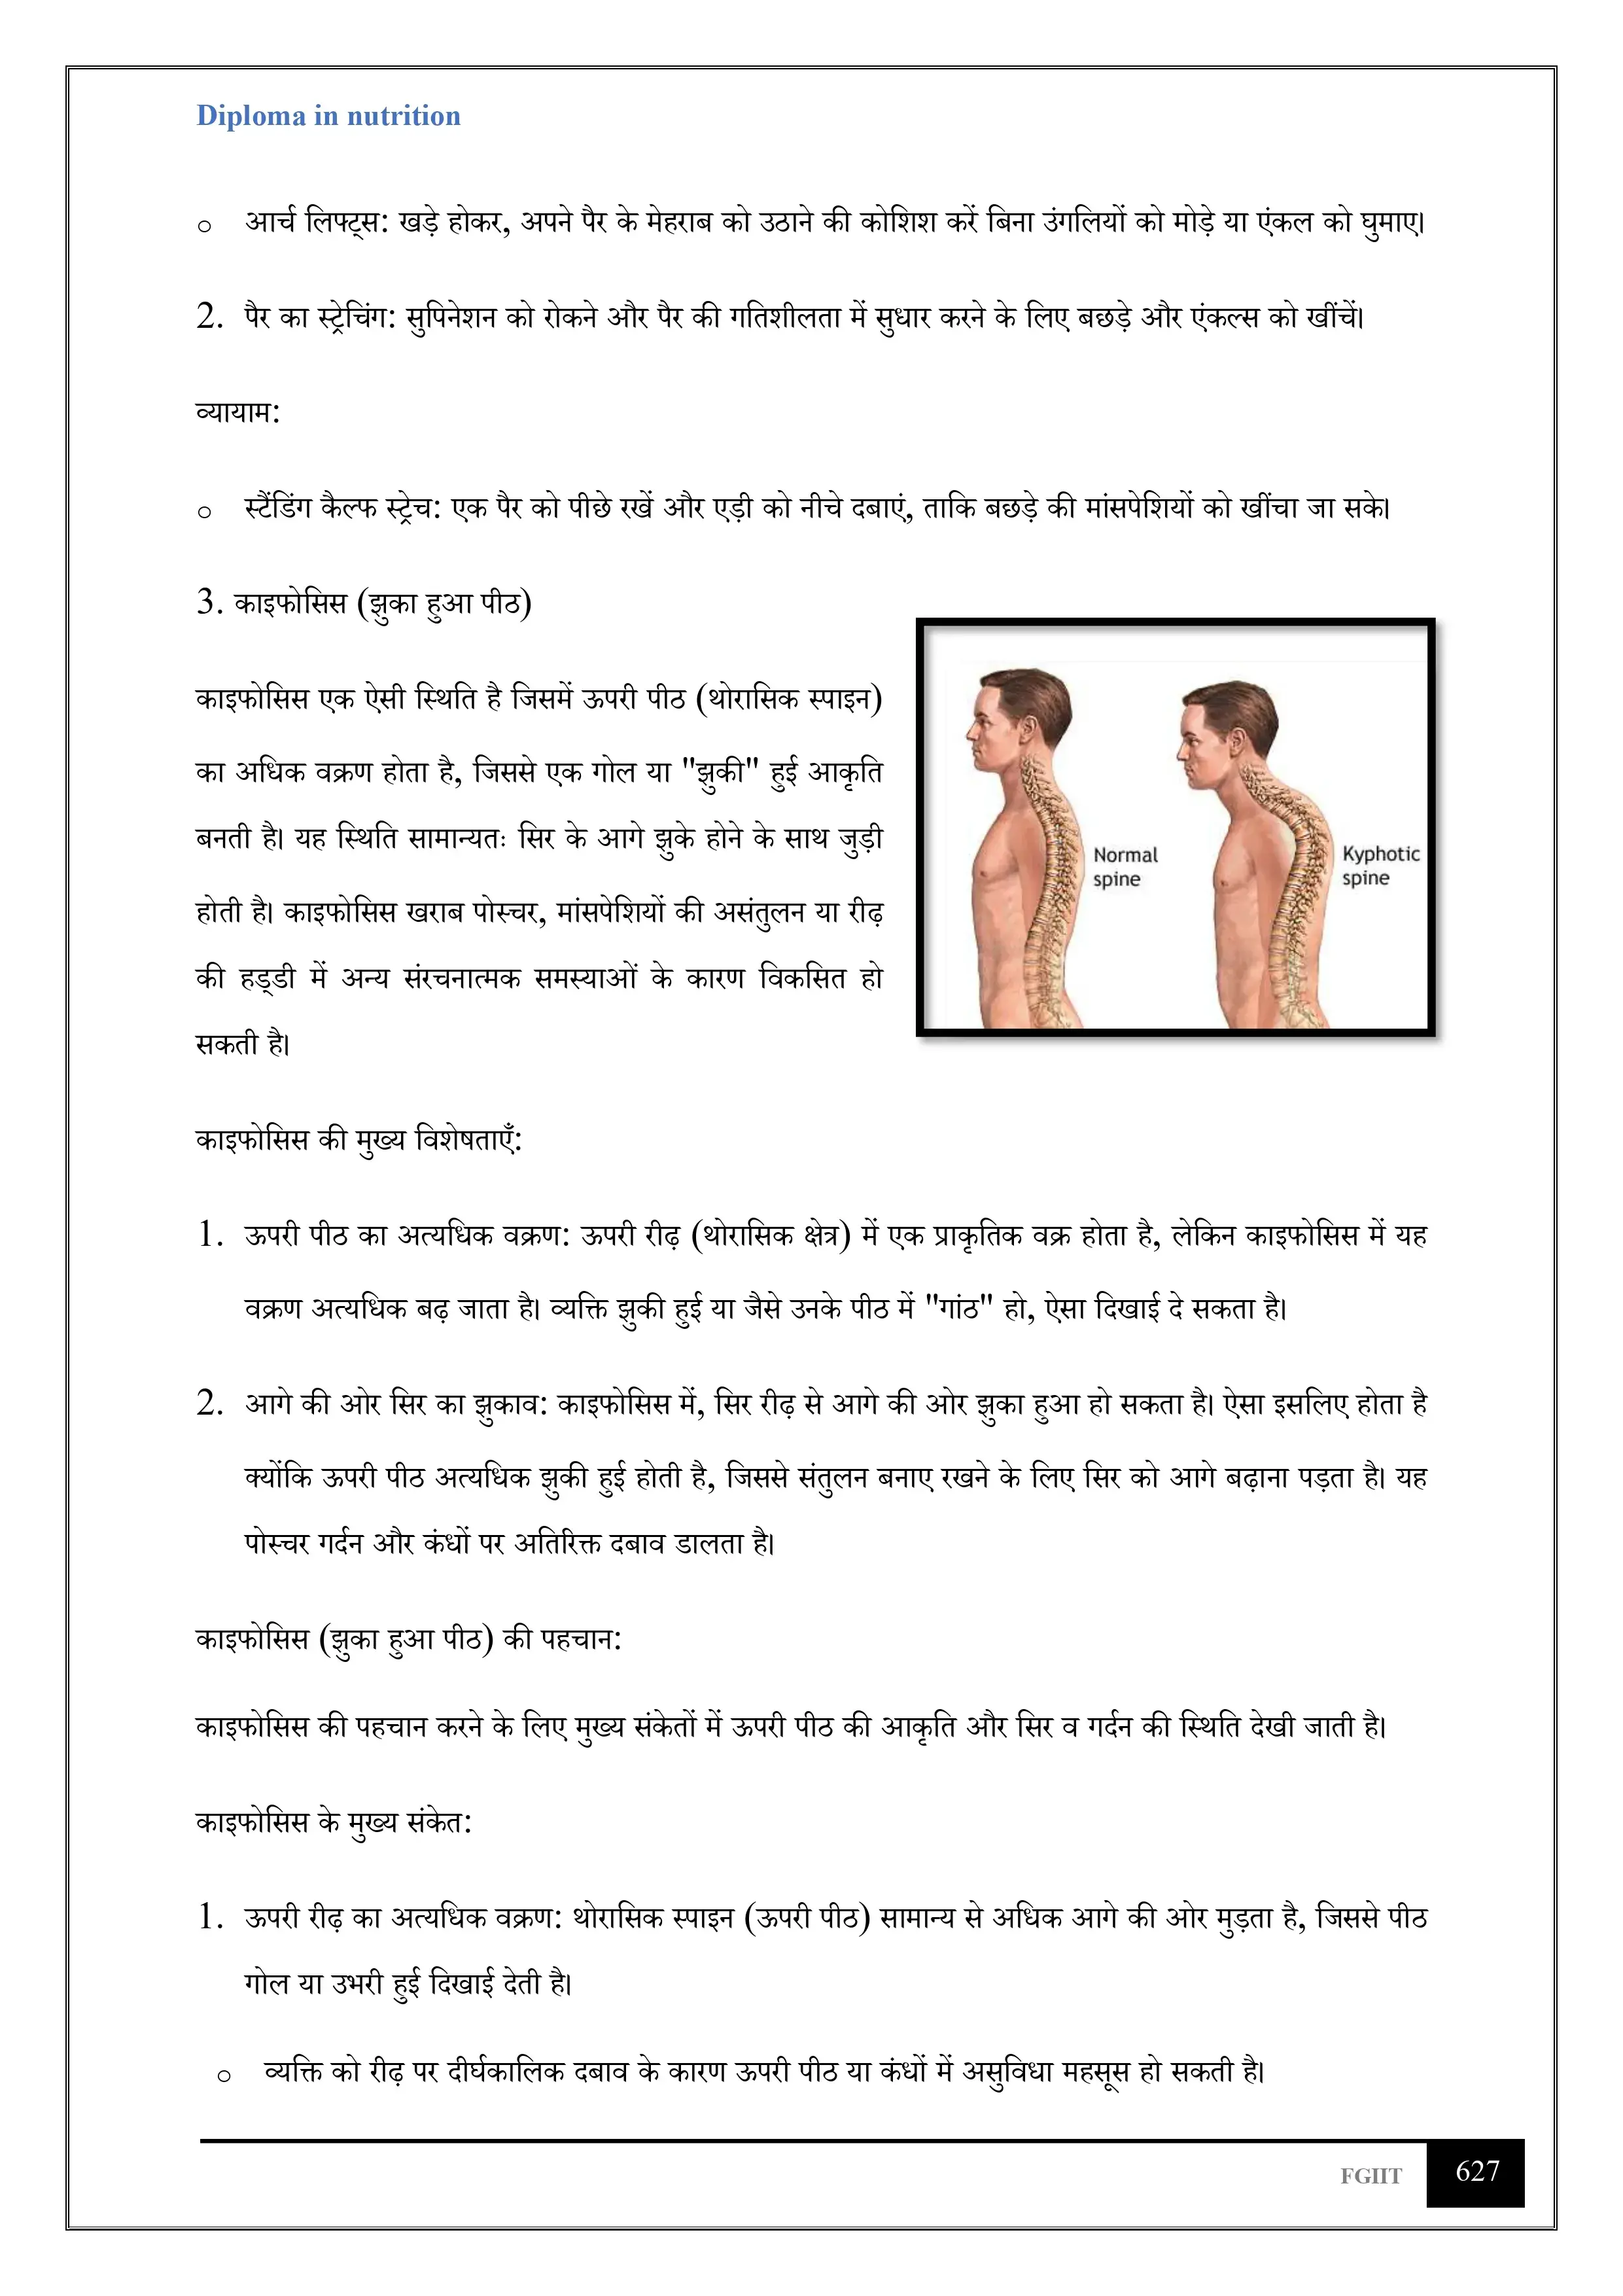 Diploma in nutrition
o आर्च लिफ्ट्स: खड़े होकर, अपने पैर के मेहराब को उठाने की कोशिश करें बिना उंगलियों को मोड़े या एंकल को घुमाए।
2. पैर का स्ट्रेचिंग: सुपिनेशन को रोकने और पैर की गतिशीलता में सुधार करने के लिए बछड़े और एंकल्स को खींचें।
व्यायाम:
o स्टैंडिंग कैल्फ स्ट्रेच: एक पैर को पीछे रखें और एड़ी को नीचे दबाएं, ताकि बछड़े की मांसपेशियों को खींचा जा सके।
3. काइफोसिस (झुका हुआ पीठ)
काइफोसिस एक ऐसी स्थिति है जिसमें ऊपरी पीठ (थोरासिक स्पाइन)
का अधिक वक्रण होता है, जिससे एक गोल या "झुकी" हुई आकृति
बनती है। यह स्थिति सामान्यतः सिर के आगे झुके होने के साथ जुड़ी
होती है। काइफोसिस खराब पोस्चर, मांसपेशियों की असंतुलन या रीढ़
की हड्डी में अन्य संरचनात्मक समस्याओं के कारण विकसित हो
सकती है।
Normal
spine
Kyphotic
spine
काइफोसिस की मुख्य विशेषताएँ:
1. ऊपरी पीठ का अत्यधिक वक्रण: ऊपरी रीढ़ (थोरासिक क्षेत्र) में एक प्राकृतिक वक्र होता है, लेकिन काइफोसिस में यह
वक्रण अत्यधिक बढ़ जाता है। व्यक्ति झुकी हुई या जैसे उनके पीठ में "गांठ" हो, ऐसा दिखाई दे सकता है।
2. आगे की ओर सिर का झुकाव: काइफोसिस में, सिर रीढ़ से आगे की ओर झुका हुआ हो सकता है। ऐसा इसलिए होता है
क्योंकि ऊपरी पीठ अत्यधिक झुकी हुई होती है, जिससे संतुलन बनाए रखने के लिए सिर को आगे बढ़ाना पड़ता है। यह
पोस्चर गर्दन और कंधों पर अतिरिक्त दबाव डालता है।
काइफोसिस (झुका हुआ पीठ) की पहचान:
काइफोसिस की पहचान करने के लिए मुख्य संकेतों में ऊपरी पीठ की आकृति और सिर व गर्दन की स्थिति देखी जाती है।
काइफोसिस के मुख्य संकेत:
1. ऊपरी रीढ़ का अत्यधिक वक्रण: थोरासिक स्पाइन (ऊपरी पीठ) सामान्य से अधिक आगे की ओर मुड़ता है, जिससे पीठ
गोल या उभरी हुई दिखाई देती है।
o व्यक्ति को रीढ़ पर दीर्घकालिक दबाव के कारण ऊपरी पीठ या कंधों में असुविधा महसूस हो सकती है।
FGIIT 627